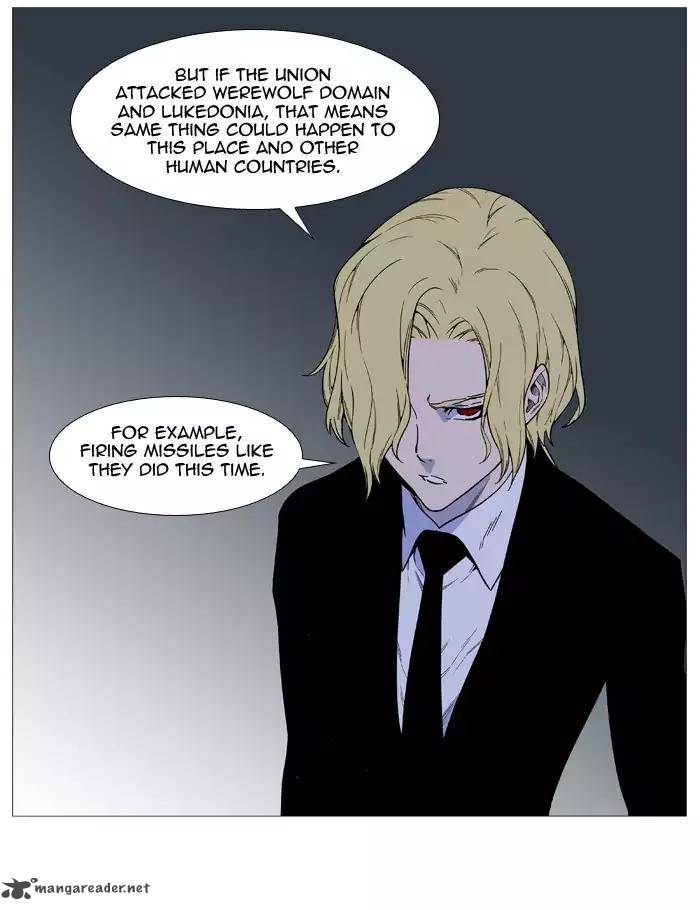 BUT IF THE UNION
ATTACKED WEREWOLF DOMAIN
AND LUKEDONIA, THAT MEANS
SAME THING COULD HAPPEN TO
THIS PLACE AND OTHER
HUMAN COUNTRIES.
FOR EXAMPLE,
FIRING MISSILES LIKE
THEY DID THIS TIME.
mangareader.net